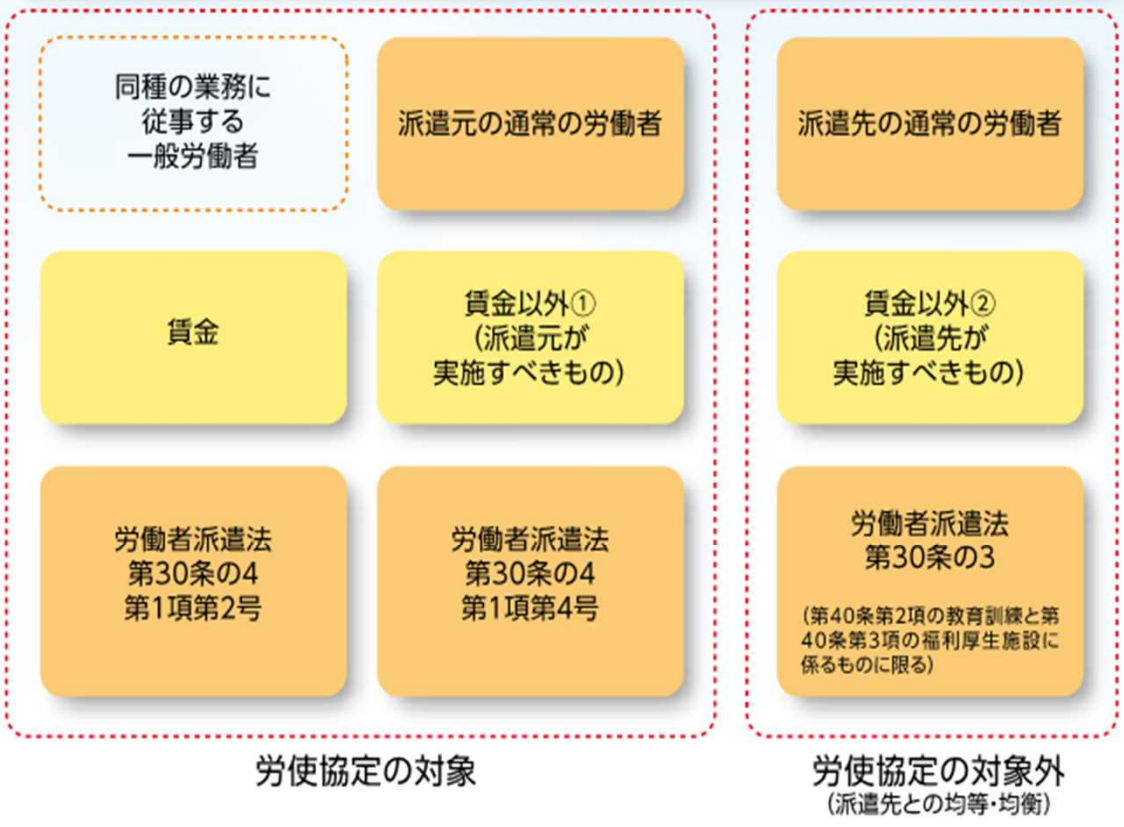 同種の業務に
従事する
一般労働者
派遣元の通常の労働者
派遣先の通常の労働者
賃金
賃金以外①
(派遣元が
実施すべきもの)
賃金以外②
(派遣先が
実施すべきもの)
労働者派遣法
第30条の4
第1項第2号
労働者派遣法
第30条の4
第1項第4号
労働者派遣法
第30条の3
(第40条第2項の教育訓練と第
40条第3項の福利厚生施設に
係るものに限る)
労使協定の対象
労使協定の対象外
(派遣先との均等・均衡)